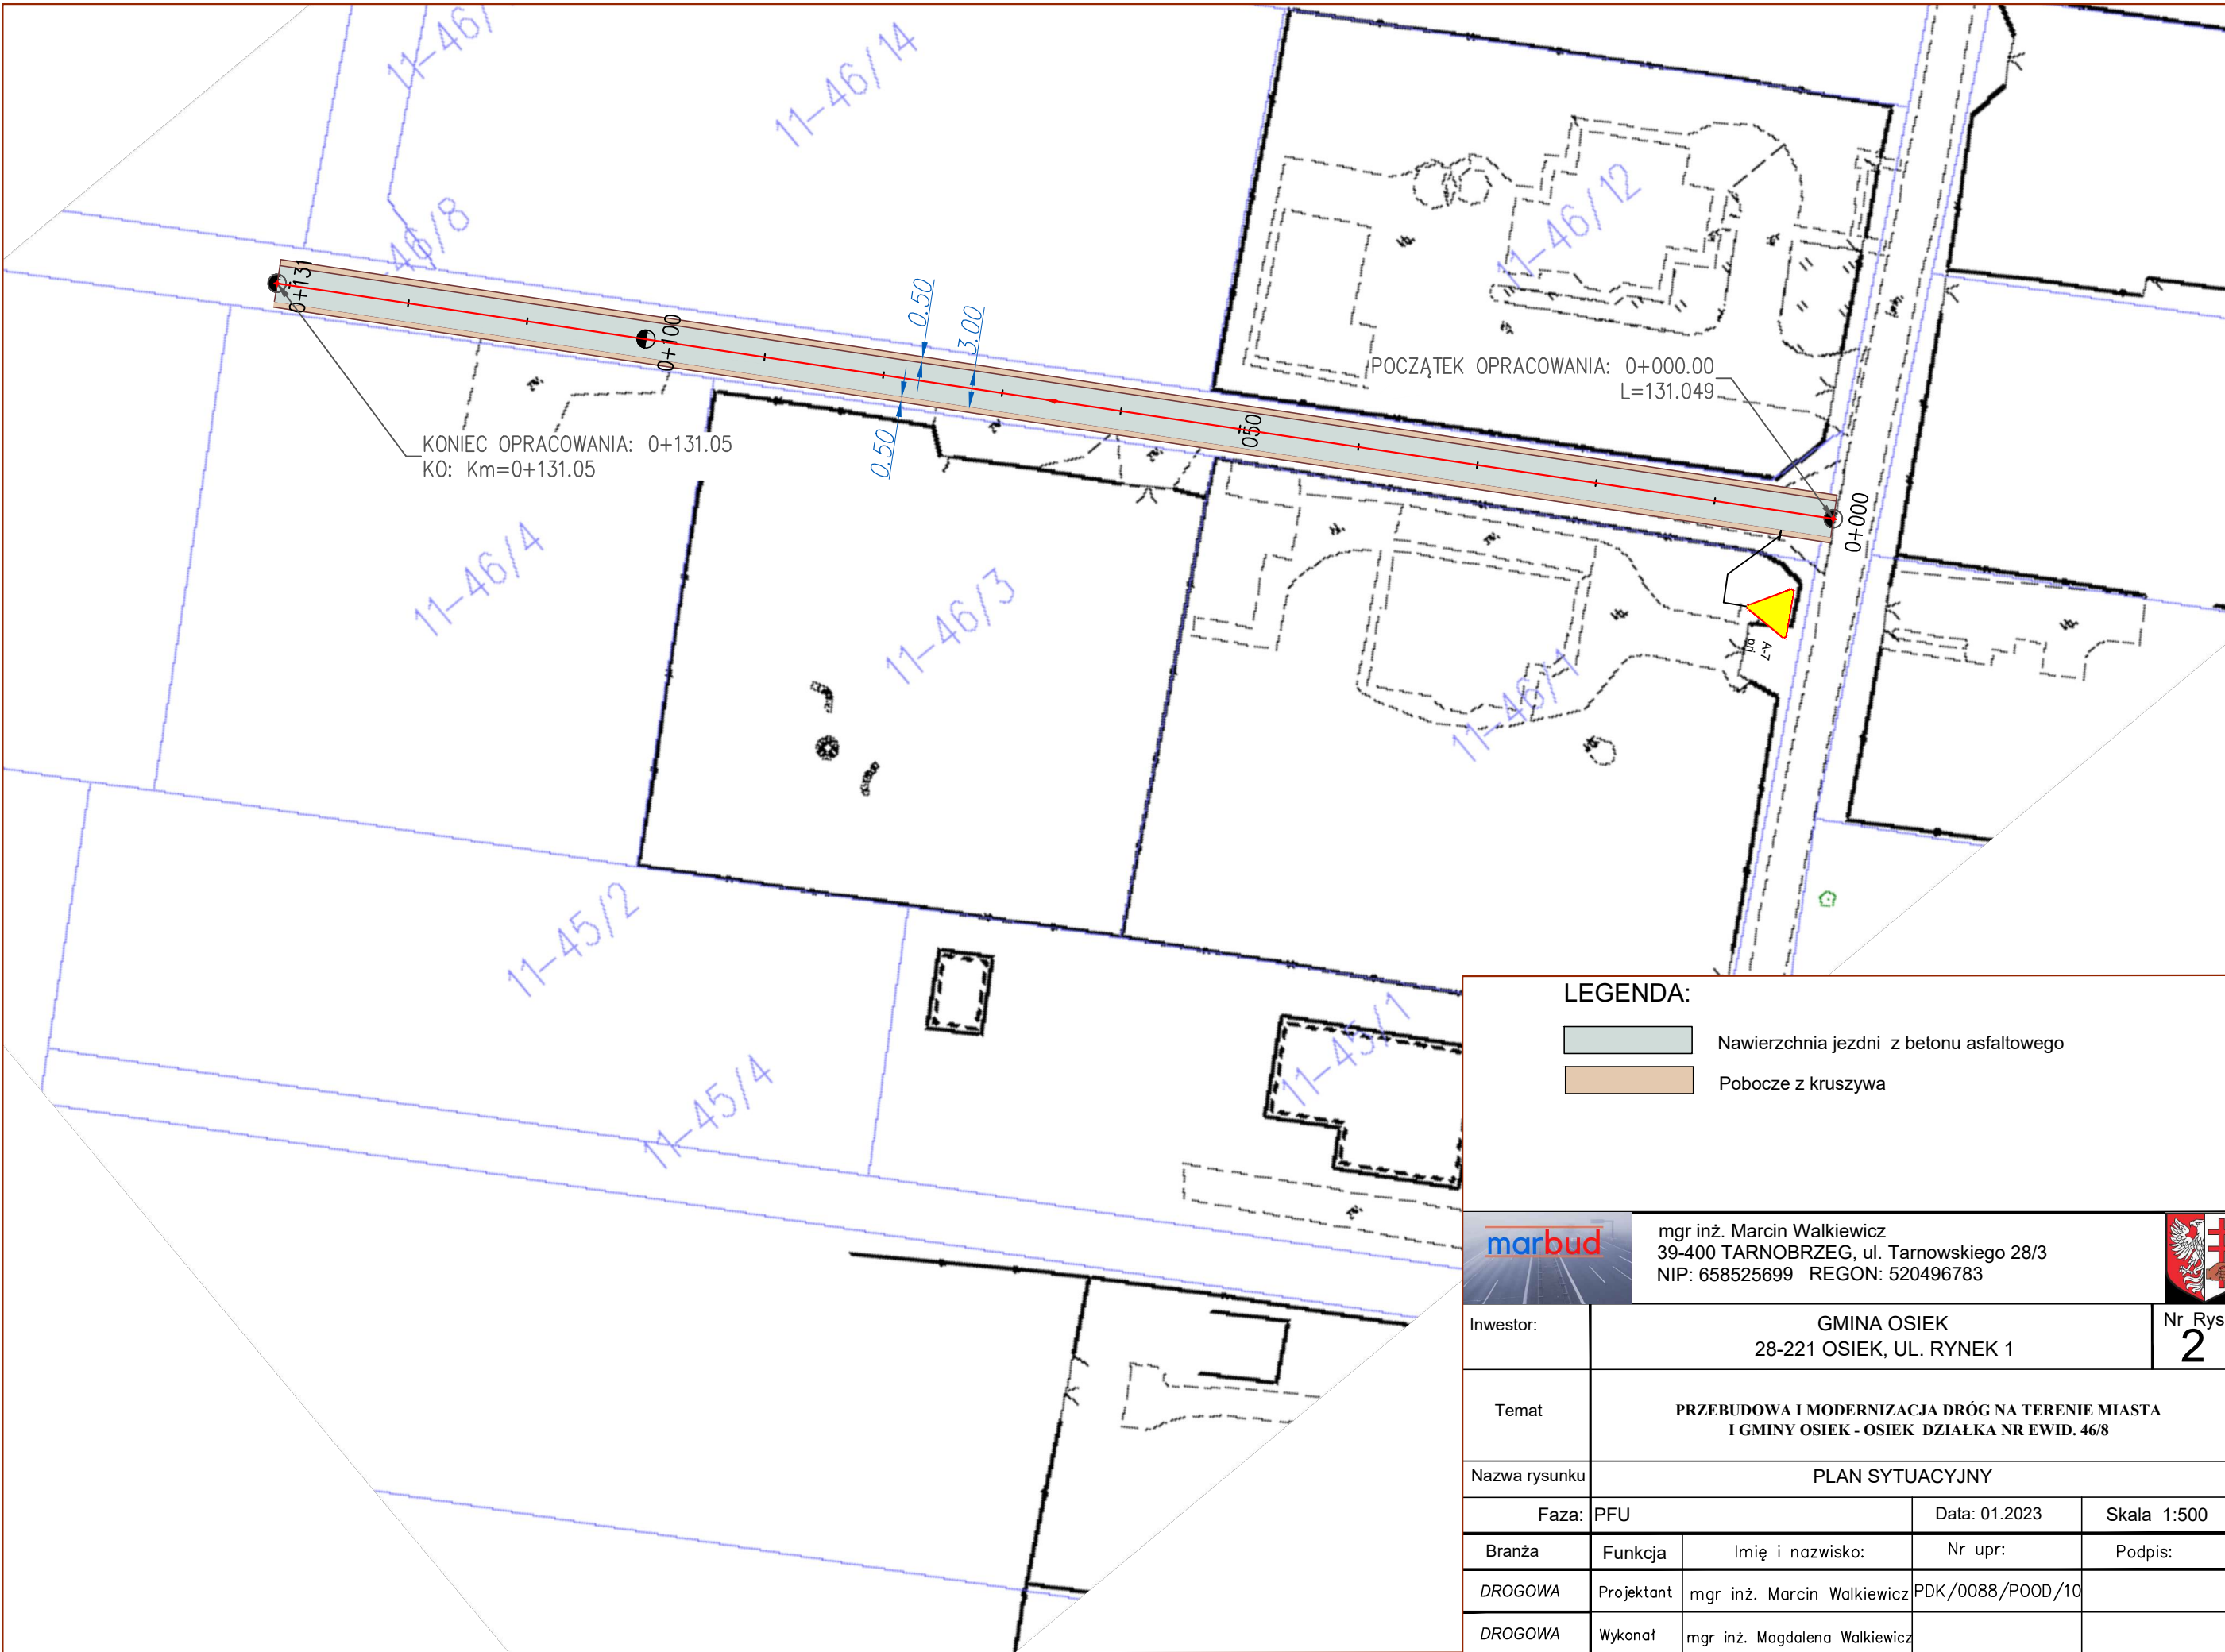 11-46/
11-46/14
11-46/12
46/8
0+131
0+100
0.50
3.00
0.50
050
POCZĄTEK OPRACOWANIA: 0+000.00
L=131.049
0+000
KONIEC OPRACOWANIA: 0+131.05
KO: Km=0+131.05
11-46/4
11-46/3
11-46/1
A-7
11-45/2
11-45/4
11-45/1
LEGENDA:
Nawierzchnia jezdni z betonu asfaltowego
Pobocze z kruszywa
marbud
mgr inż. Marcin Walkiewicz
39-400 TARNOBRZEG, ul. Tarnowskiego 28/3
NIP: 658525699 REGON: 520496783
Inwestor:
GMINA OSIEK
28-221 OSIEK, UL. RYNEK 1
Nr Rys
2
Temat
PRZEBUDOWA I MODERNIZACJA DRÓG NA TERENIE MIASTA
I GMINY OSIEK - OSIEK DZIAŁKA NR EWID. 46/8
Nazwa rysunku
PLAN SYTUACYJNY
Faza: PFU
Data: 01.2023
Skala 1:500
Branża Funkcja Imię i nazwisko: Nr upr: Podpis:
DROGOWA Projektant mgr inż. Marcin Walkiewicz PDK/0088/POOD/10
DROGOWA Wykonał mgr inż. Magdalena Walkiewicz